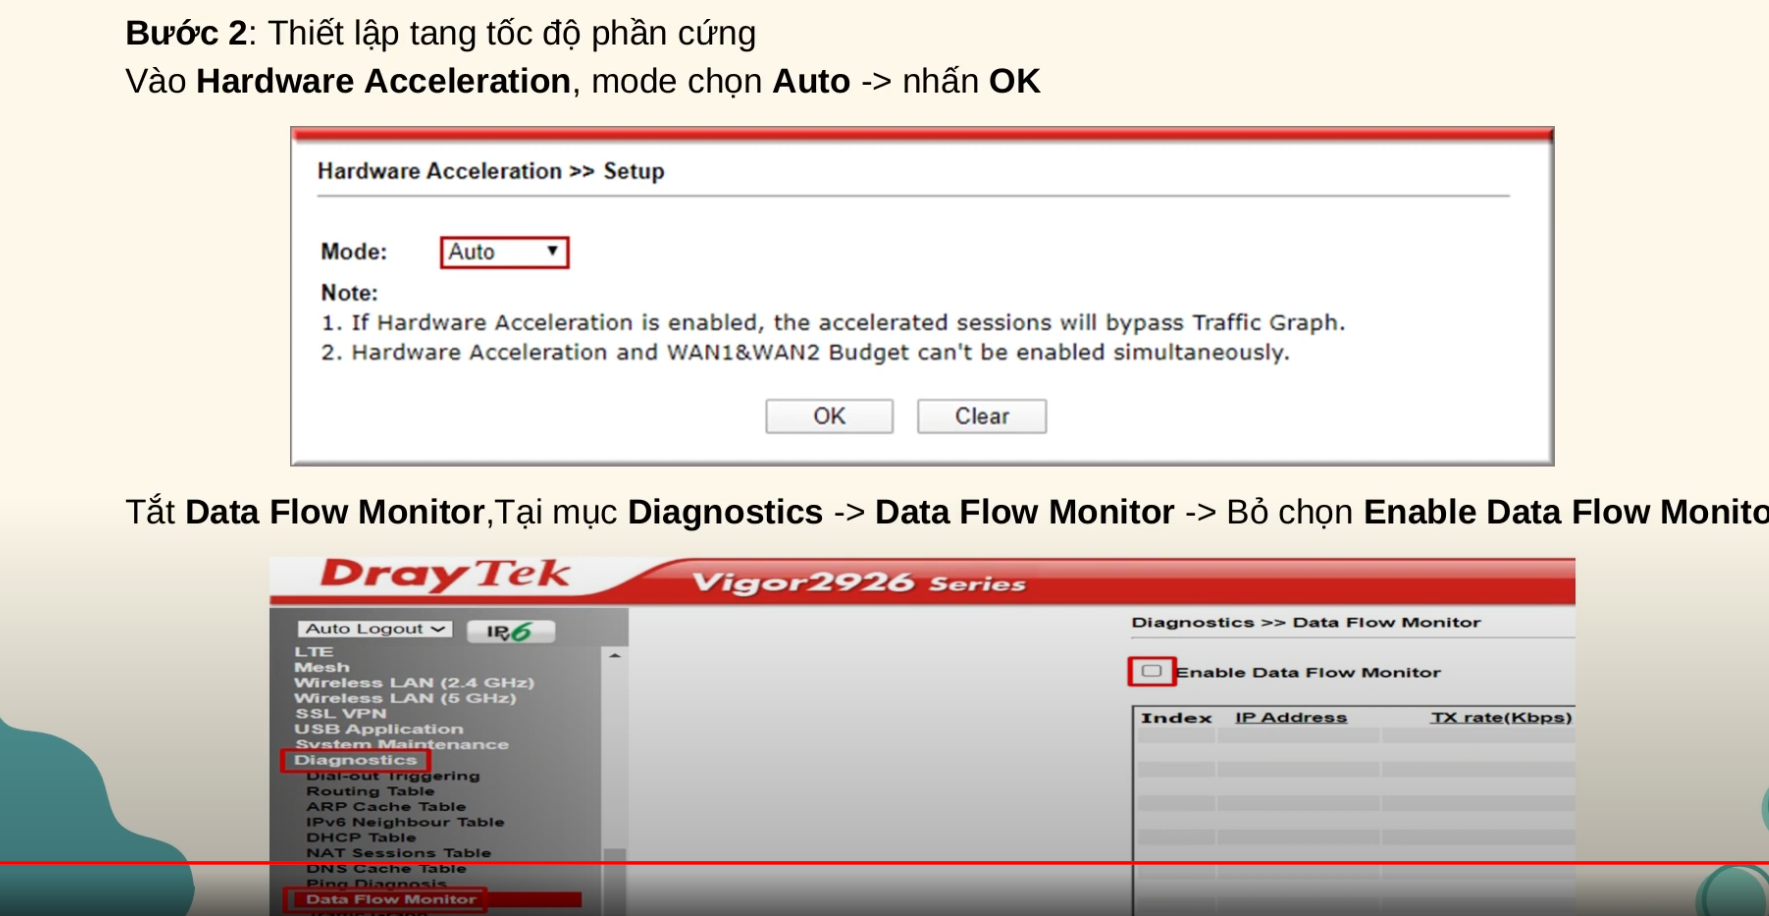 Bước 2: Thiết lập tang tốc độ phần cứng
Vào Hardware Acceleration, mode chọn Auto -> nhấn OK
Hardware Acceleration >> Setup
Mode: Auto
Note:
1. If Hardware Acceleration is enabled, the accelerated sessions will bypass Traffic Graph.
2. Hardware Acceleration and WAN1&WAN2 Budget can't be enabled simultaneously.
OK Clear
Tắt Data Flow Monitor,Tại mục Diagnostics -> Data Flow Monitor -> Bỏ chọn Enable Data Flow Monito
DrayTek Vigor2926 Series
Auto Logout IPv6
LTE
Mesh
Wireless LAN (2.4 GHz)
Wireless LAN (5 GHz)
SSL VPN
USB Application
System Maintenance
Diagnostics
Dial-out Triggering
Routing Table
ARP Cache Table
IPv6 Neighbour Table
DHCP Table
NAT Sessions Table
DNS Cache Table
Ping Diagnosis
Data Flow Monitor
Diagnostics >> Data Flow Monitor
Enable Data Flow Monitor
Index IP Address TX rate(Kbps)